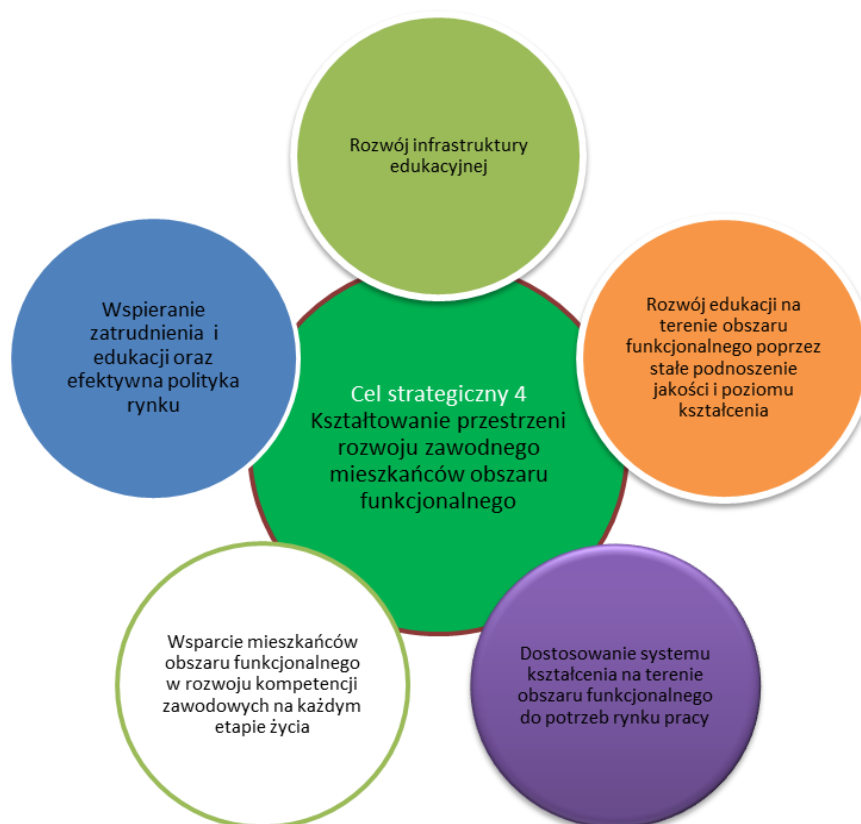 Rozwój infrastruktury
edukacyjnej
Wspieranie
zatrudnienia i
edukacji oraz
efektywna polityka
rynku
Rozwój edukacji na
terenie obszaru
funkcjonalnego poprzez
stałe podnoszenie
jakości i poziomu
kształcenia
Cel strategiczny 4
Kształtowanie przestrzeni
rozwoju zawodnego
mieszkańców obszaru
funkcjonalnego
Wsparcie mieszkańców
obszaru funkcjonalnego
w rozwoju kompetencji
zawodowych na każdym
etapie życia
Dostosowanie systemu
kształcenia na terenie
obszaru funkcjonalnego
do potrzeb rynku pracy